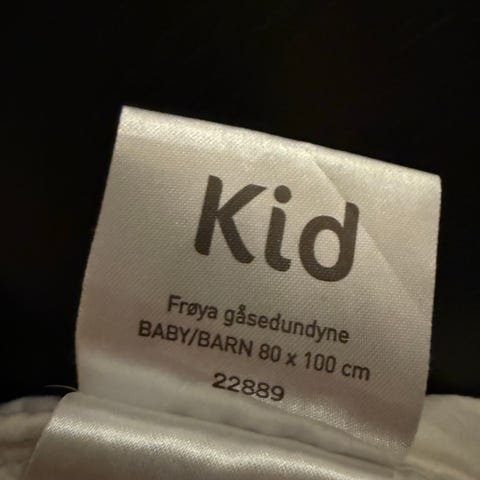 Kid
Frøya gåsedundyne
BABY/BARN 80 x 100 cm
22889